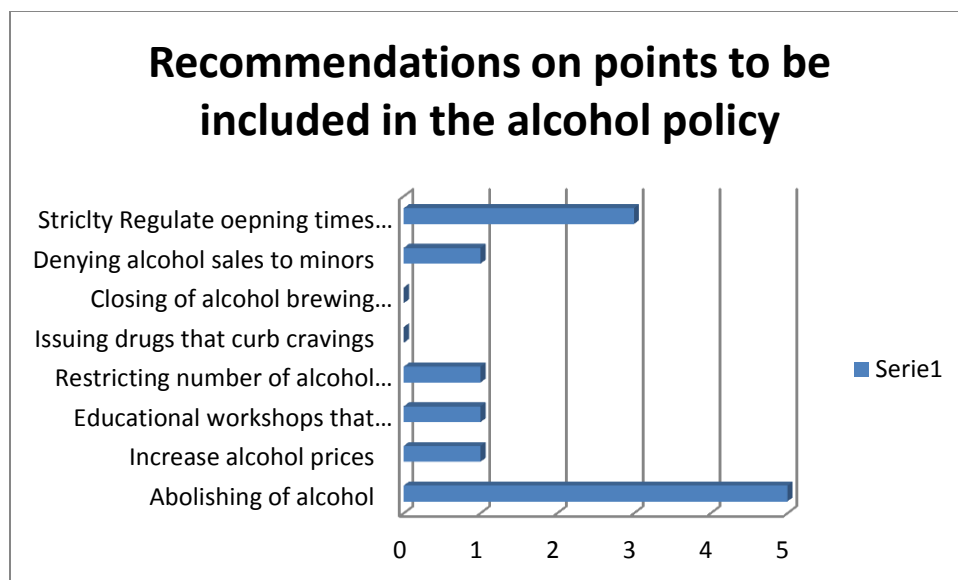 Recommendations on points to be
included in the alcohol policy
Striclty Regulate oepning times...
Denying alcohol sales to minors
Closing of alcohol brewing...
Issuing drugs that curb cravings
Restricting number of alcohol...
Educational workshops that...
Increase alcohol prices
Abolishing of alcohol
Serie1
0 1 2 3 4 5